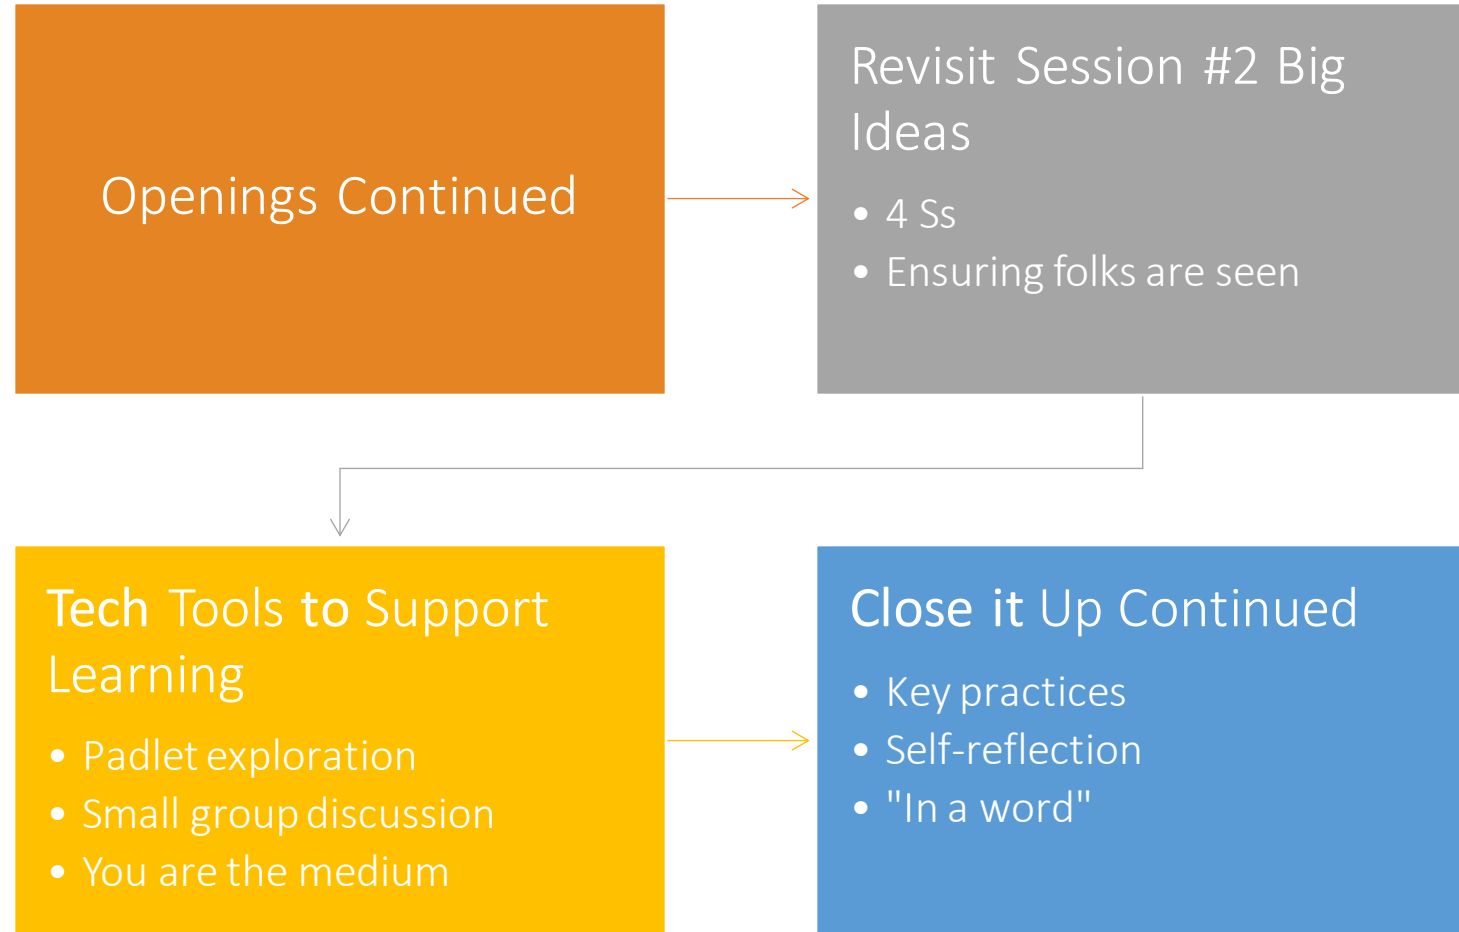 Openings Continued
Revisit Session #2 Big
Ideas
• 4 Ss
• Ensuring folks are seen
Tech Tools to Support
Learning
• Padlet exploration
• Small group discussion
• You are the medium
Close it Up Continued
• Key practices
• Self-reflection
• "In a word"